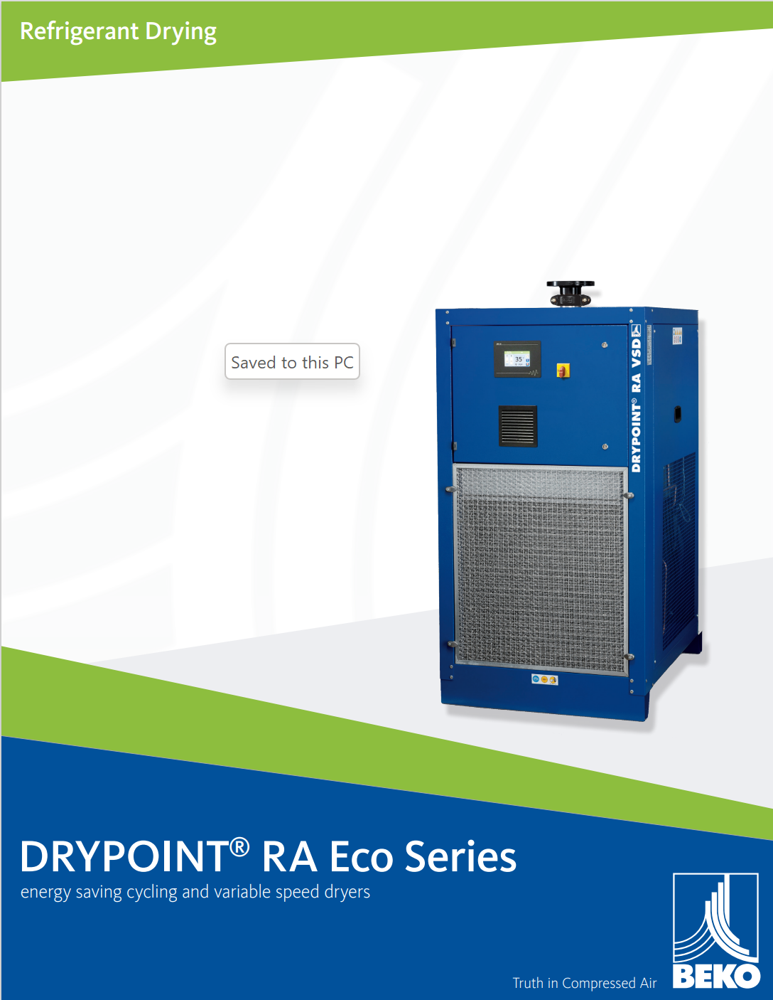 Refrigerant Drying
Saved to this PC
35°
DRYPOINT® RA VSD
DRYPOINT® RA Eco Series
energy saving cycling and variable speed dryers
Truth in Compressed Air
BEKO